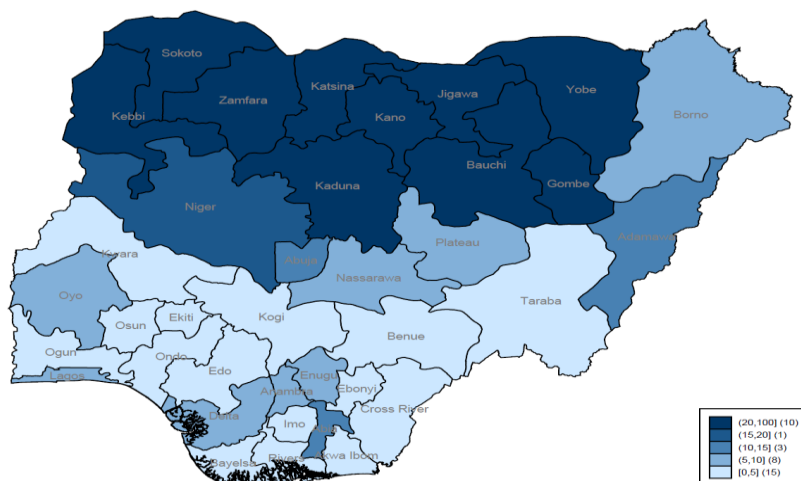 Sokoto
Katsina
Jigawa
Yobe
Zamfara
Kebbi
Kano
Borno
Bauchi
Kaduna
Gombe
Niger
Adamawa
Plateau
Kwara
Abuja
Nassarawa
Oyo
Taraba
Osun
Ekiti
Kogi
Benue
Ogun
Ondo
Edo
Lagos
Enugu
Anambra
Ebonyi
Delta
Cross River
Imo
Bayelsa
Rivers
Akwa Ibom
(20,100] (10)
(15,20] (1)
(10,15] (3)
(5,10] (8)
[0,5] (15)